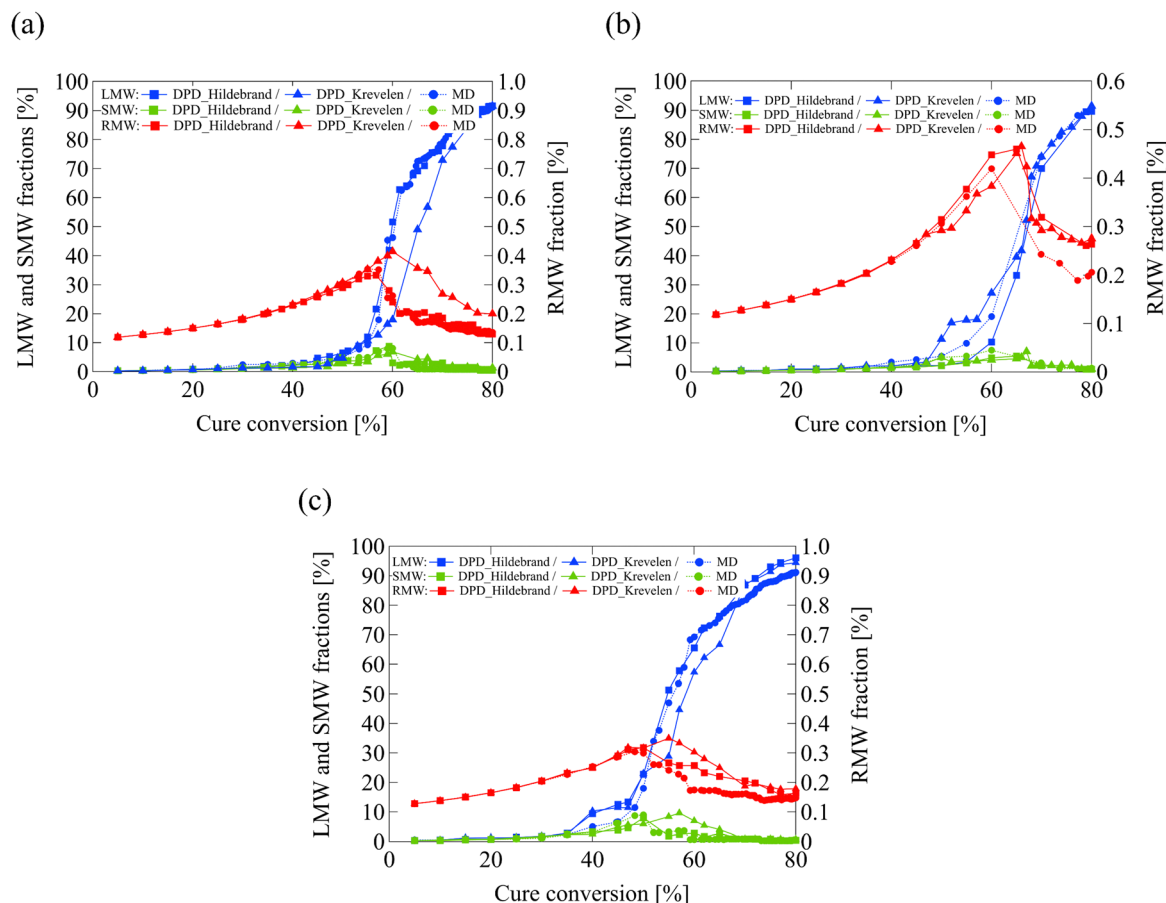 (a)
LMW and SMW fractions [%]
100
90
80
70
60
50
40
30
20
10
0
LMW: DPD_Hildebrand / DPD_Krevelen / MD
SMW: DPD_Hildebrand / DPD_Krevelen / MD
RMW: DPD_Hildebrand / DPD_Krevelen / MD
1.0
0.9
0.8
0.7
0.6
0.5
0.4
0.3
0.2
0.1
0
RMW fraction [%]
0 20 40 60 80
Cure conversion [%]
(b)
LMW and SMW fractions [%]
100
90
80
70
60
50
40
30
20
10
0
LMW: DPD_Hildebrand / DPD_Krevelen / MD
SMW: DPD_Hildebrand / DPD_Krevelen / MD
RMW: DPD_Hildebrand / DPD_Krevelen / MD
0.6
0.5
0.4
0.3
0.2
0.1
0
RMW fraction [%]
0 20 40 60 80
Cure conversion [%]
(c)
LMW and SMW fractions [%]
100
90
80
70
60
50
40
30
20
10
0
LMW: DPD_Hildebrand / DPD_Krevelen / MD
SMW: DPD_Hildebrand / DPD_Krevelen / MD
RMW: DPD_Hildebrand / DPD_Krevelen / MD
1.0
0.9
0.8
0.7
0.6
0.5
0.4
0.3
0.2
0.1
0
RMW fraction [%]
0 20 40 60 80
Cure conversion [%]